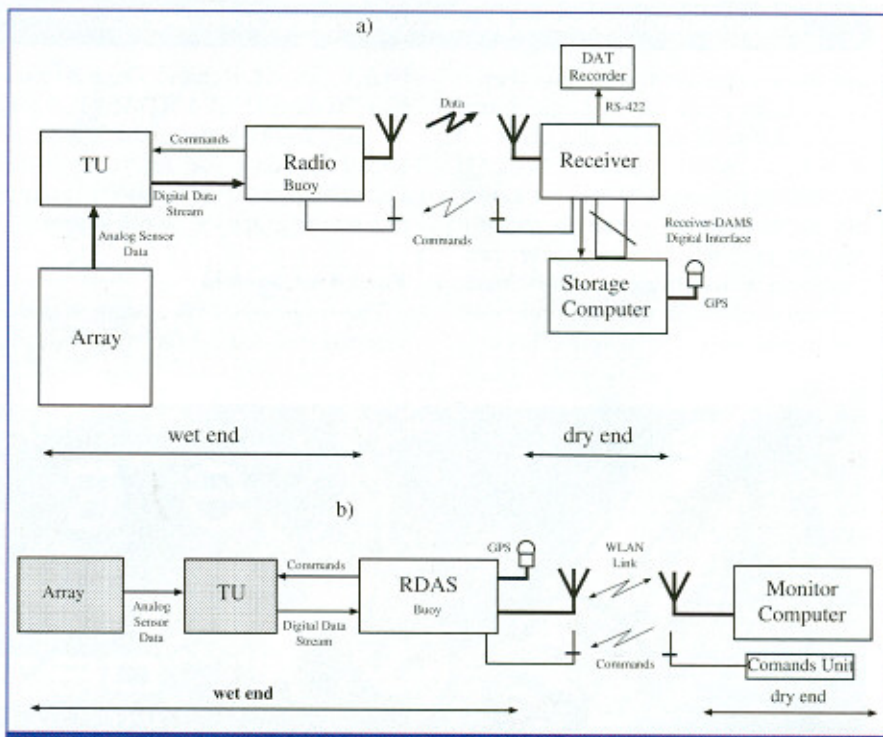 a)
DAT
Recorder
RS-422
Data
Commands
TU
Radio
Buoy
Receiver
Digital Data
Stream
Analog Sensor
Data
Commands
Receiver-DAMS
Digital Interface
Storage
Computer
GPS
Array
wet end
dry end
b)
GPS
WLAN
Link
Commands
Array
TU
RDAS
Buoy
Monitor
Computer
Analog
Sensor
Data
Digital Data
Stream
Commands
Comands Unit
wet end
dry end